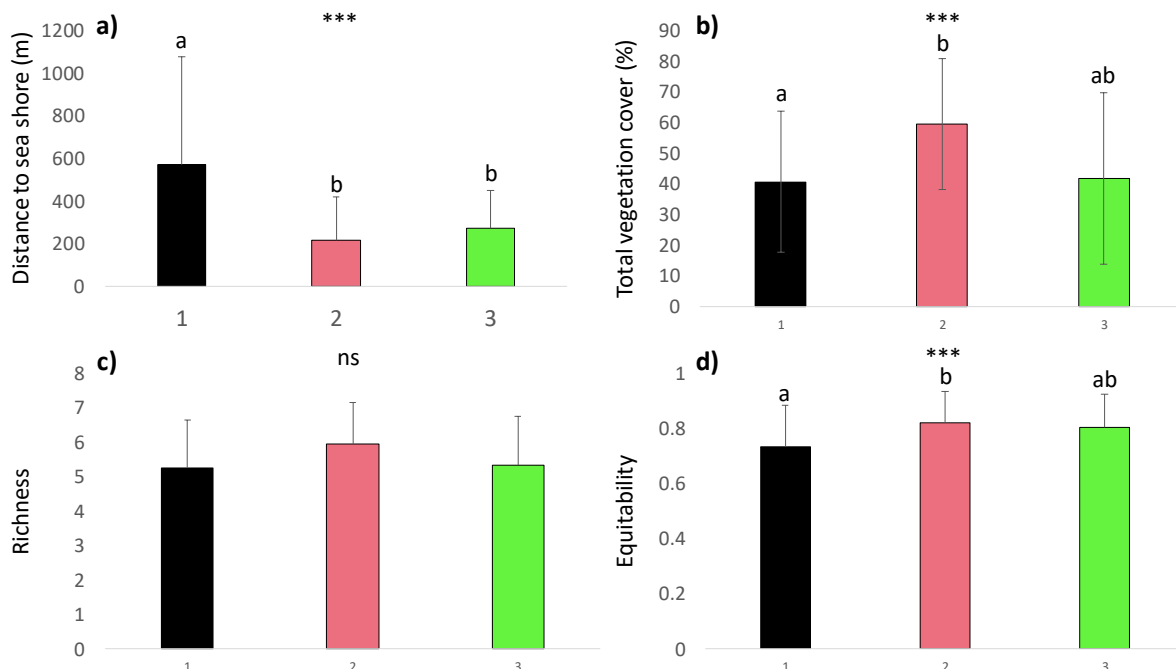 a)
***
Distance to sea shore (m)
1200
1000
800
600
400
200
0
a
b
b
1
2
3
b)
***
Total vegetation cover (%)
90
80
70
60
50
40
30
20
10
0
a
b
ab
1
2
3
c)
ns
Richness
8
7
6
5
4
3
2
1
0
1
2
3
d)
***
Equitability
1
0.8
0.6
0.4
0.2
0
a
b
ab
1
2
3